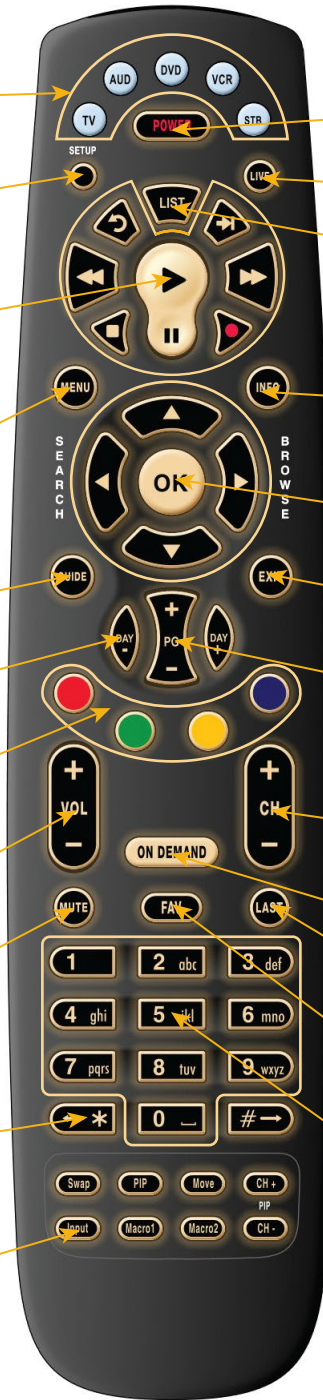 AUD DVD VCR
TV POWER STB
SETUP
LIVE
LIST
MENU INFO
SEARCH BROWSE
OK
GUIDE EXIT
DAY - + PG - DAY +
+ VOL - + CH -
ON DEMAND
MUTE FAV LAST
1 2 abc 3 def
4 ghi 5 jkl 6 mno
7 pqrs 8 tuv 9 wxyz
← * 0 # →
Swap PIP Move CH +
PIP
Input Macro1 Macro2 CH -